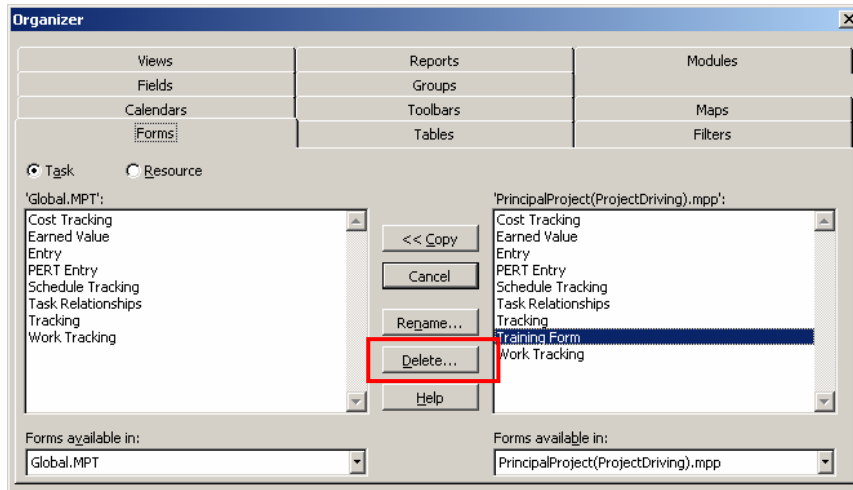 Organizer
Views Reports Modules
Fields Groups
Calendars Toolbars Maps
Forms Tables Filters
Task Resource
'Global.MPT': 'PrincipalProject(ProjectDriving).mpp':
Cost Tracking
Earned Value
Entry
PERT Entry
Schedule Tracking
Task Relationships
Tracking
Work Tracking
<< Copy
Cancel
Rename...
Delete...
Help
Cost Tracking
Earned Value
Entry
PERT Entry
Schedule Tracking
Task Relationships
Tracking
Training Form
Work Tracking
Forms available in: Forms available in:
Global.MPT PrincipalProject(ProjectDriving).mpp